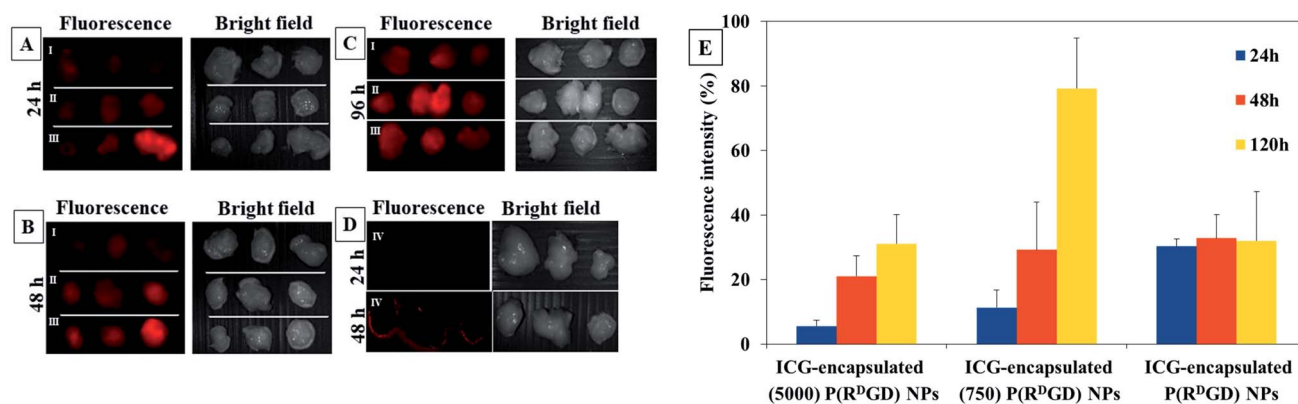 Fluorescence Bright field
A
24 h
I
II
III
Fluorescence Bright field
B
48 h
I
II
III
Fluorescence Bright field
C
96 h
I
II
III
Fluorescence Bright field
D
24 h
IV
48 h
IV
E
Fluorescence intensity (%)
100
80
60
40
20
0
24h
48h
120h
ICG-encapsulated
(5000) P(RᴰGD) NPs
ICG-encapsulated
(750) P(RᴰGD) NPs
ICG-encapsulated
P(RᴰGD) NPs